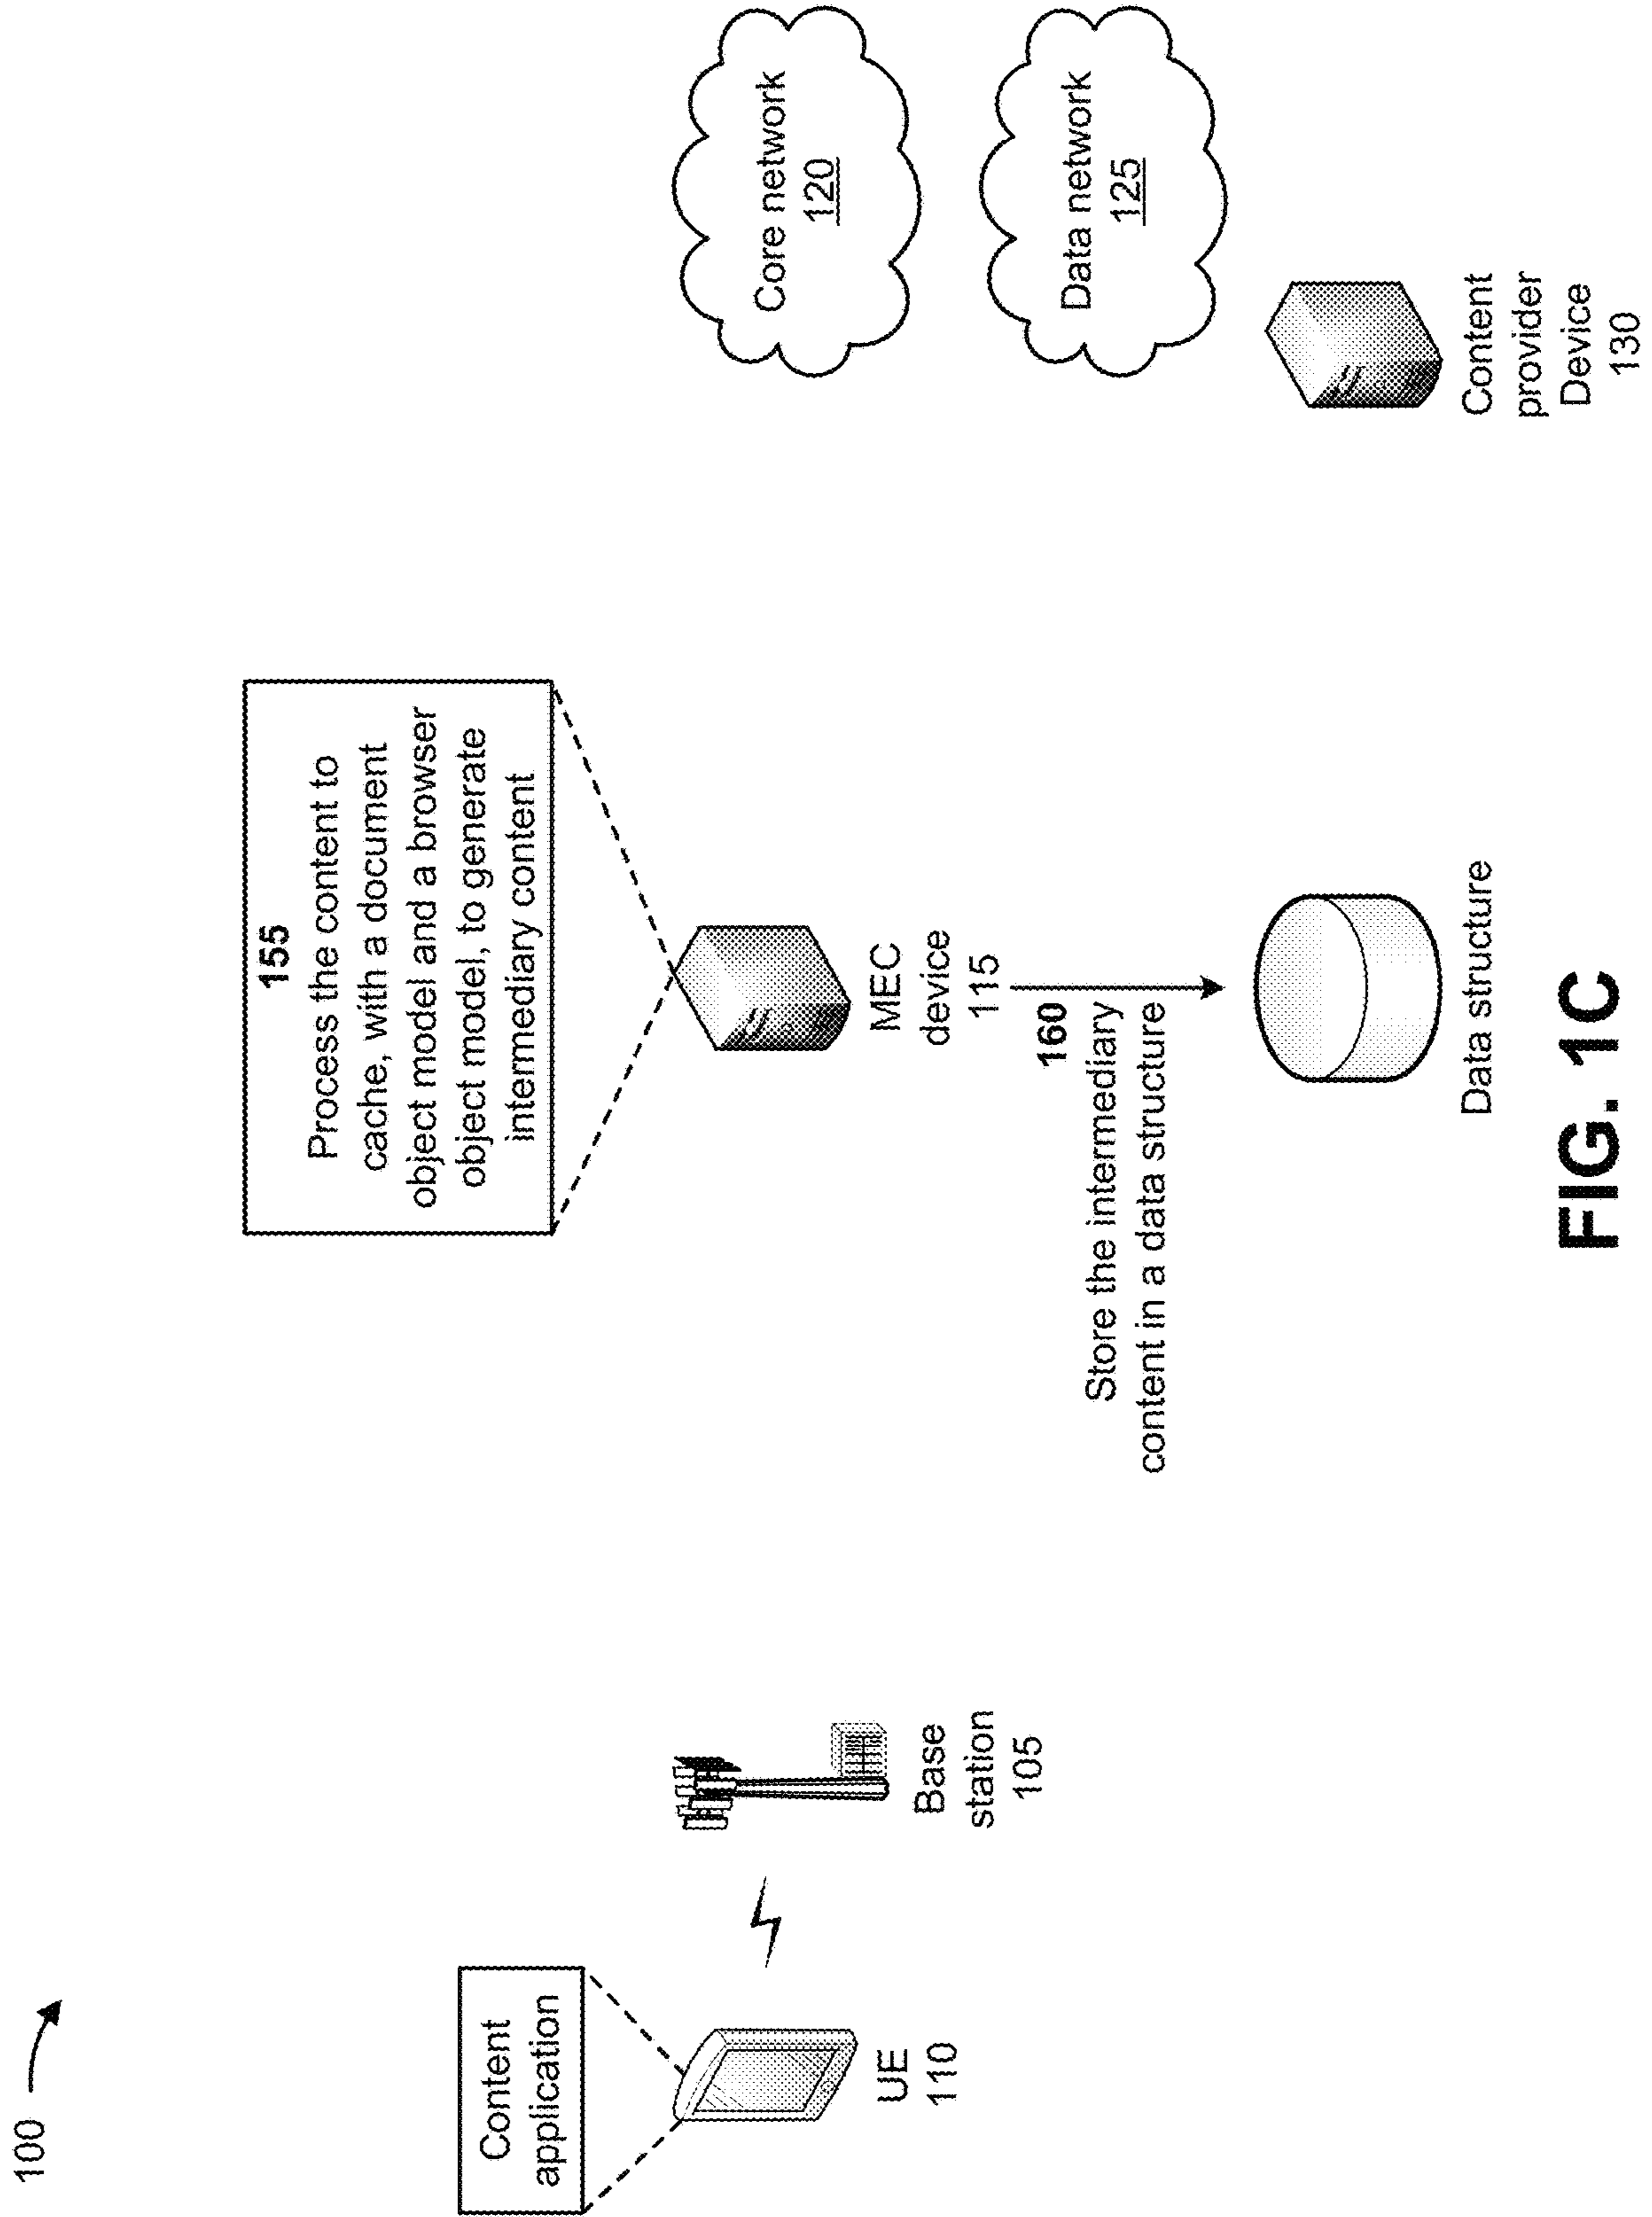 100
Content
application
UE
110
Base
station
105
155
Process the content to
cache, with a document
object model and a browser
object model, to generate
intermediary content
MEC
device
115
160
Store the intermediary
content in a data structure
Data structure
Core network
120
Data network
125
Content
provider
Device
130
FIG. 1C